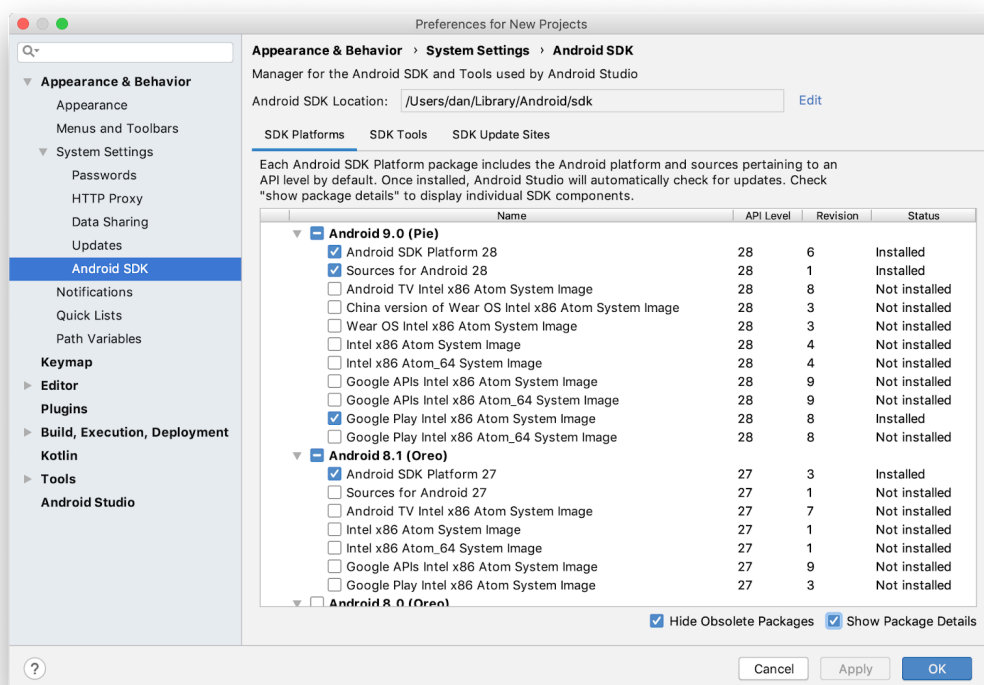 Preferences for New Projects
Appearance & Behavior
Appearance
Menus and Toolbars
System Settings
Passwords
HTTP Proxy
Data Sharing
Updates
Android SDK
Notifications
Quick Lists
Path Variables
Keymap
Editor
Plugins
Build, Execution, Deployment
Kotlin
Tools
Android Studio
Appearance & Behavior › System Settings › Android SDK
Manager for the Android SDK and Tools used by Android Studio
Android SDK Location: /Users/dan/Library/Android/sdk Edit
SDK Platforms SDK Tools SDK Update Sites
Each Android SDK Platform package includes the Android platform and sources pertaining to an
API level by default. Once installed, Android Studio will automatically check for updates. Check
"show package details" to display individual SDK components.
Name API Level Revision Status
Android 9.0 (Pie)
Android SDK Platform 28 28 6 Installed
Sources for Android 28 28 1 Installed
Android TV Intel x86 Atom System Image 28 8 Not installed
China version of Wear OS Intel x86 Atom System Image 28 3 Not installed
Wear OS Intel x86 Atom System Image 28 3 Not installed
Intel x86 Atom System Image 28 4 Not installed
Intel x86 Atom_64 System Image 28 4 Not installed
Google APIs Intel x86 Atom System Image 28 9 Not installed
Google APIs Intel x86 Atom_64 System Image 28 9 Not installed
Google Play Intel x86 Atom System Image 28 8 Installed
Google Play Intel x86 Atom_64 System Image 28 8 Not installed
Android 8.1 (Oreo)
Android SDK Platform 27 27 3 Installed
Sources for Android 27 27 1 Not installed
Android TV Intel x86 Atom System Image 27 7 Not installed
Intel x86 Atom System Image 27 1 Not installed
Intel x86 Atom_64 System Image 27 1 Not installed
Google APIs Intel x86 Atom System Image 27 9 Not installed
Google Play Intel x86 Atom System Image 27 3 Not installed
Android 8.0 (Oreo)
Hide Obsolete Packages Show Package Details
? Cancel Apply OK